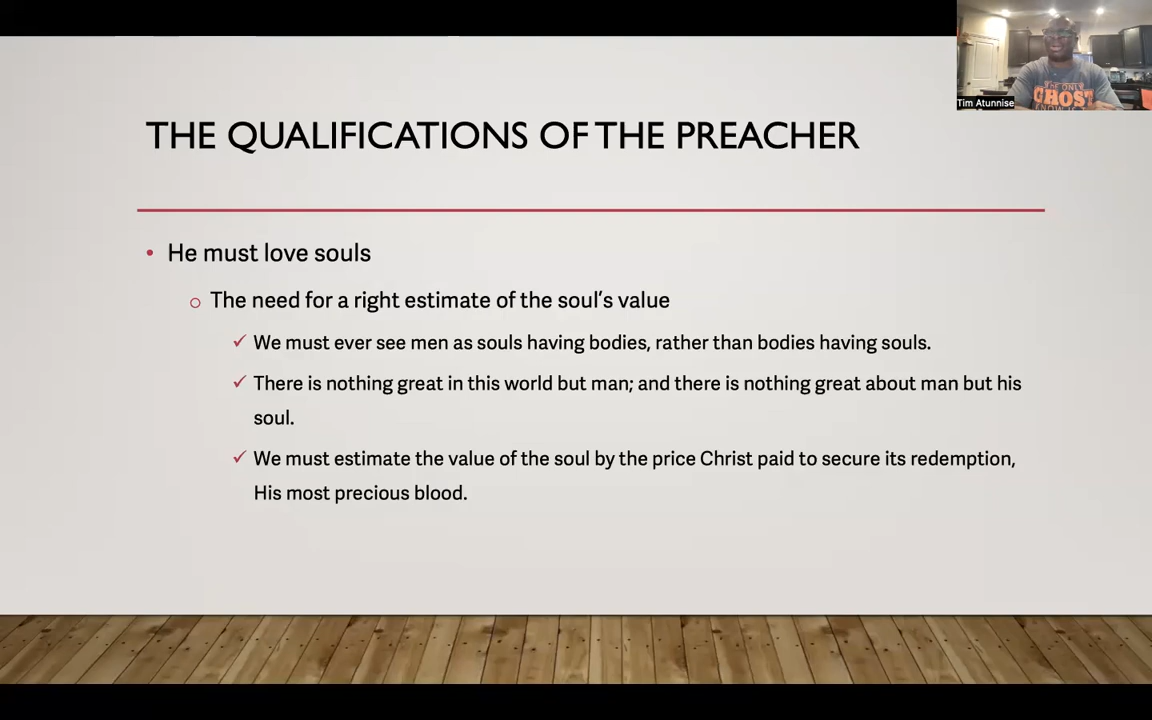 THE QUALIFICATIONS OF THE PREACHER
Tim Atunnise
THE ONLY
GHOST
• He must love souls
o The need for a right estimate of the soul's value
✓ We must ever see men as souls having bodies, rather than bodies having souls.
✓ There is nothing great in this world but man; and there is nothing great about man but his
soul.
✓ We must estimate the value of the soul by the price Christ paid to secure its redemption,
His most precious blood.